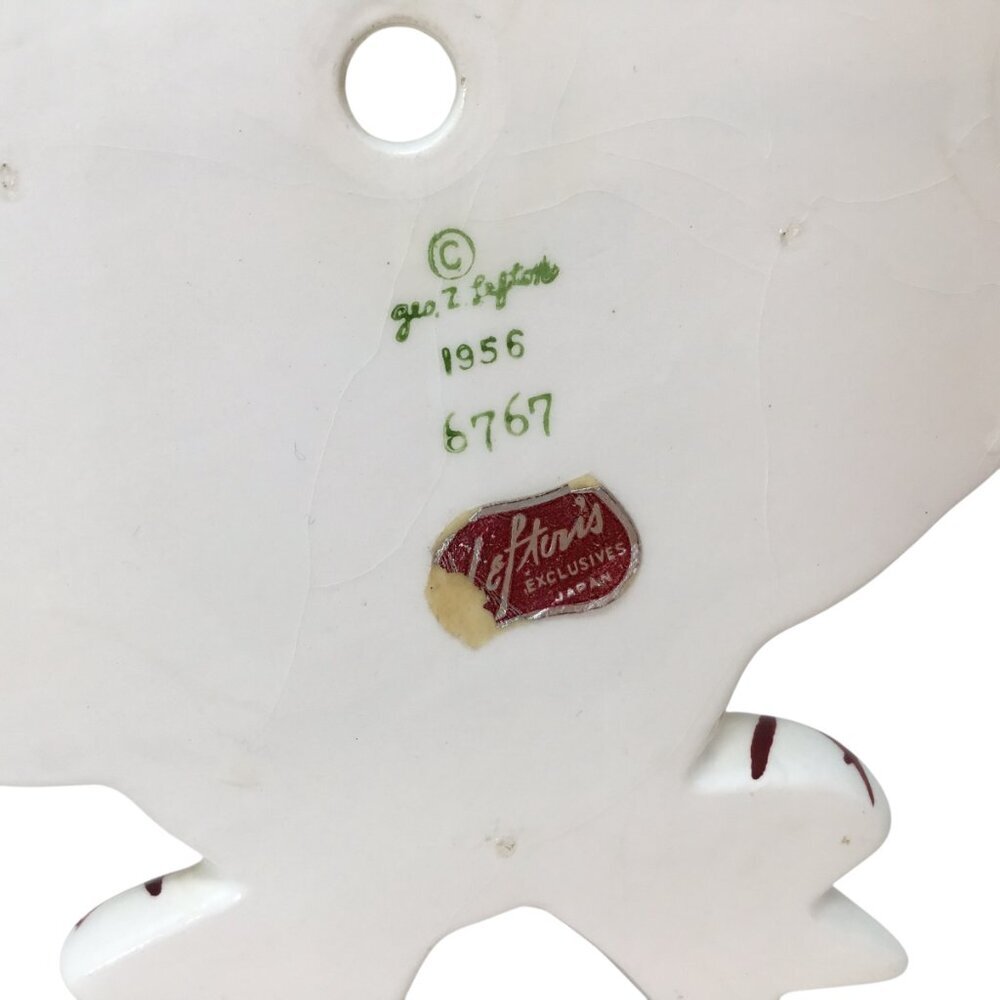 ©
geo. Z. Lefton
1956
6767
Lefton's
EXCLUSIVES
JAPAN